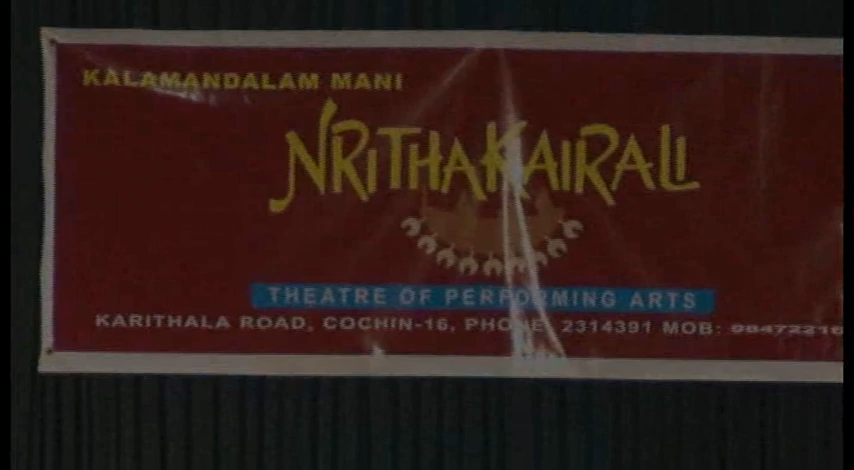 KALAMANDALAM MANI
NRITHAKAIRALI
THEATRE OF PERFORMING ARTS
KARITHALA ROAD, COCHIN-16, PHONE 2314391 MOB: